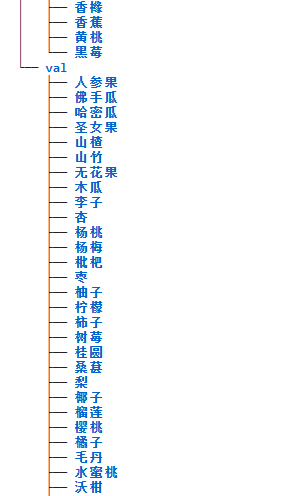 香橼
香蕉
黄桃
黑莓
val
人参果
佛手瓜
哈密瓜
圣女果
山楂
山竹
无花果
木瓜
李子
杏
杨桃
杨梅
枇杷
枣
柚子
柠檬
柿子
树莓
桂圆
桑葚
梨
椰子
榴莲
樱桃
橘子
毛丹
水蜜桃
沃柑